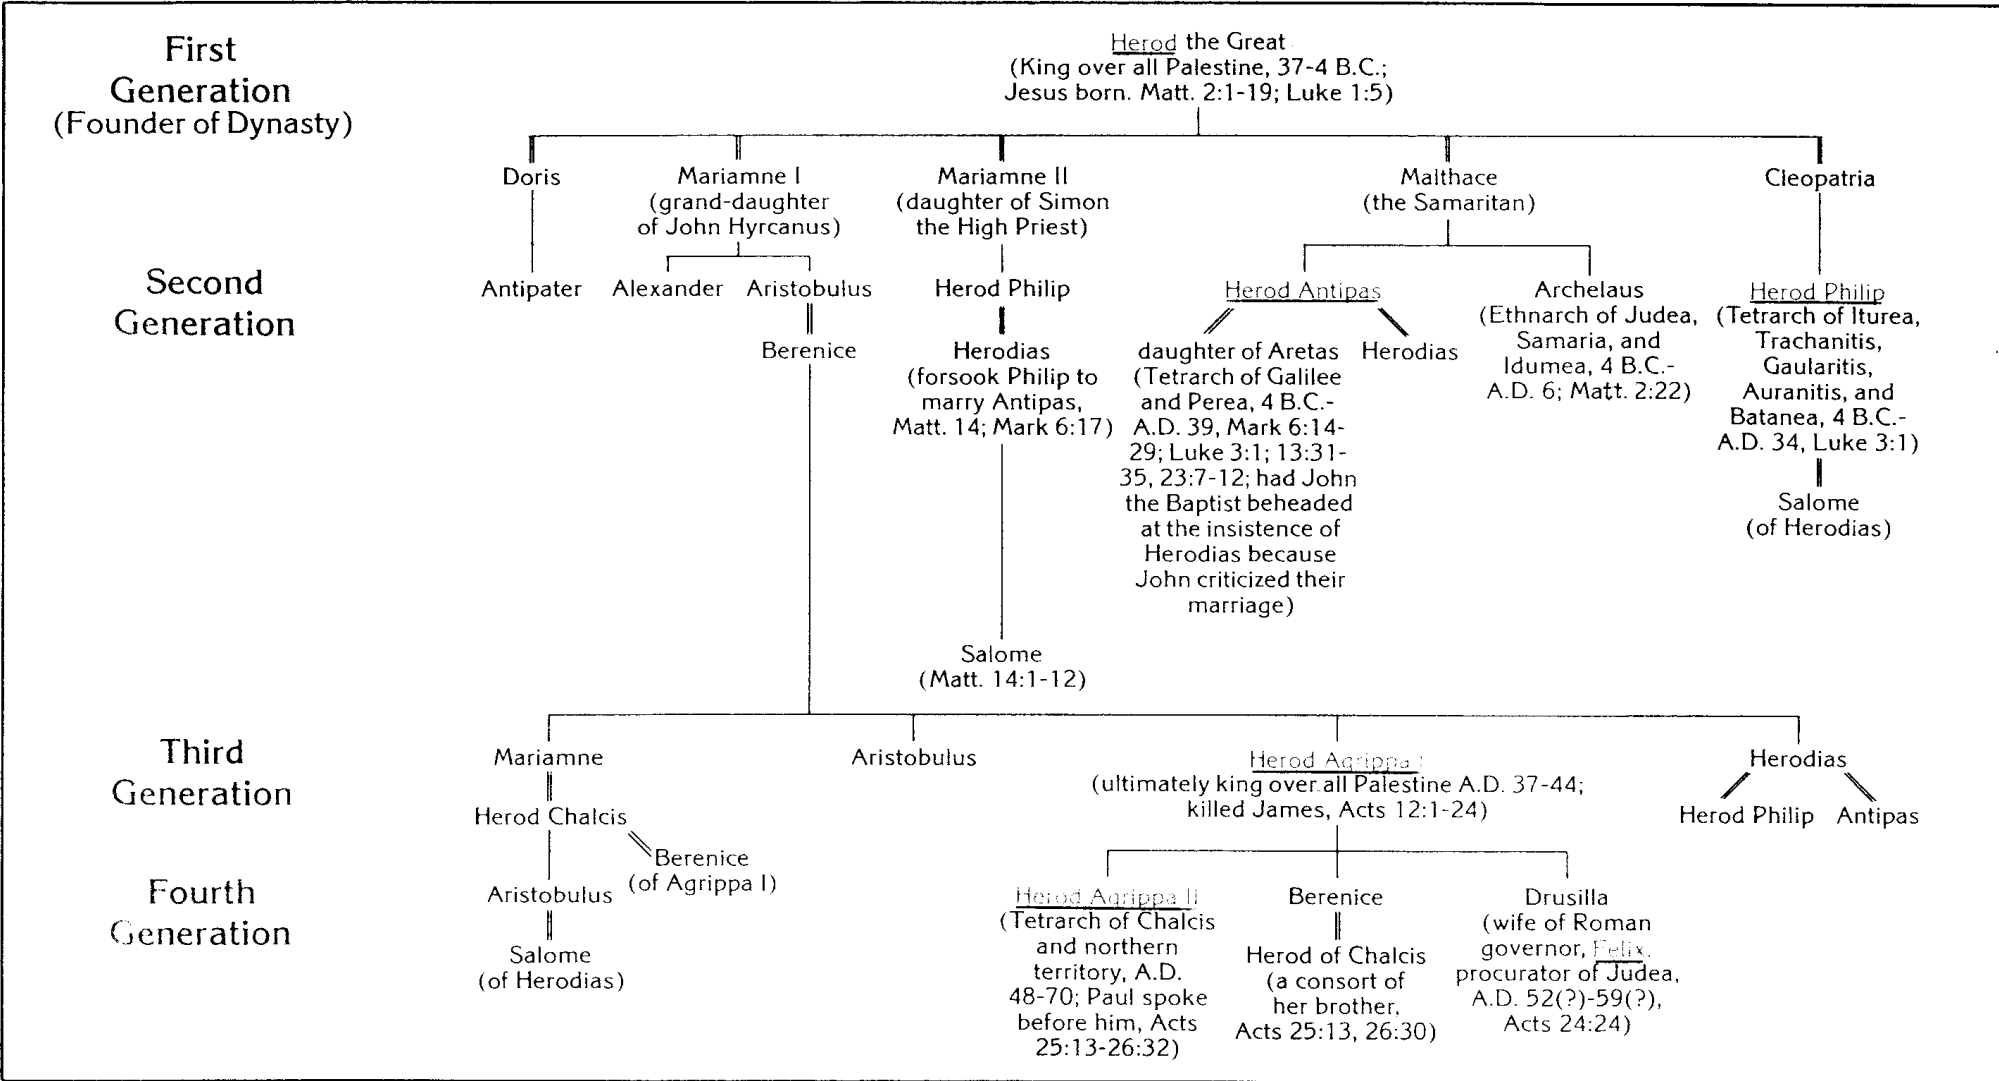 First
Generation
(Founder of Dynasty)
Herod the Great
(King over all Palestine, 37-4 B.C.;
Jesus born. Matt. 2:1-19; Luke 1:5)
Doris
Mariamne I
(grand-daughter
of John Hyrcanus)
Mariamne II
(daughter of Simon
the High Priest)
Malthace
(the Samaritan)
Cleopatria
Second
Generation
Antipater
Alexander
Aristobulus
Berenice
Herod Philip
Herodias
(forsook Philip to
marry Antipas,
Matt. 14; Mark 6:17)
Salome
(Matt. 14:1-12)
Herod Antipas
daughter of Aretas
(Tetrarch of Galilee
and Perea, 4 B.C.-
A.D. 39, Mark 6:14-
29; Luke 3:1; 13:31-
35, 23:7-12; had John
the Baptist beheaded
at the insistence of
Herodias because
John criticized their
marriage)
Herodias
Archelaus
(Ethnarch of Judea,
Samaria, and
Idumea, 4 B.C.-
A.D. 6; Matt. 2:22)
Herod Philip
(Tetrarch of Iturea,
Trachanitis,
Gaularitis,
Auranitis, and
Batanea, 4 B.C.-
A.D. 34, Luke 3:1)
Salome
(of Herodias)
Third
Generation
Mariamne
Herod Chalcis
Berenice
(of Agrippa I)
Aristobulus
Herod Agrippa I
(ultimately king over all Palestine A.D. 37-44;
killed James, Acts 12:1-24)
Herodias
Herod Philip
Antipas
Fourth
Generation
Aristobulus
Salome
(of Herodias)
Herod Agrippa II
(Tetrarch of Chalcis
and northern
territory, A.D.
48-70; Paul spoke
before him, Acts
25:13-26:32)
Berenice
Herod of Chalcis
(a consort of
her brother,
Acts 25:13, 26:30)
Drusilla
(wife of Roman
governor, Felix,
procurator of Judea,
A.D. 52(?)-59(?),
Acts 24:24)